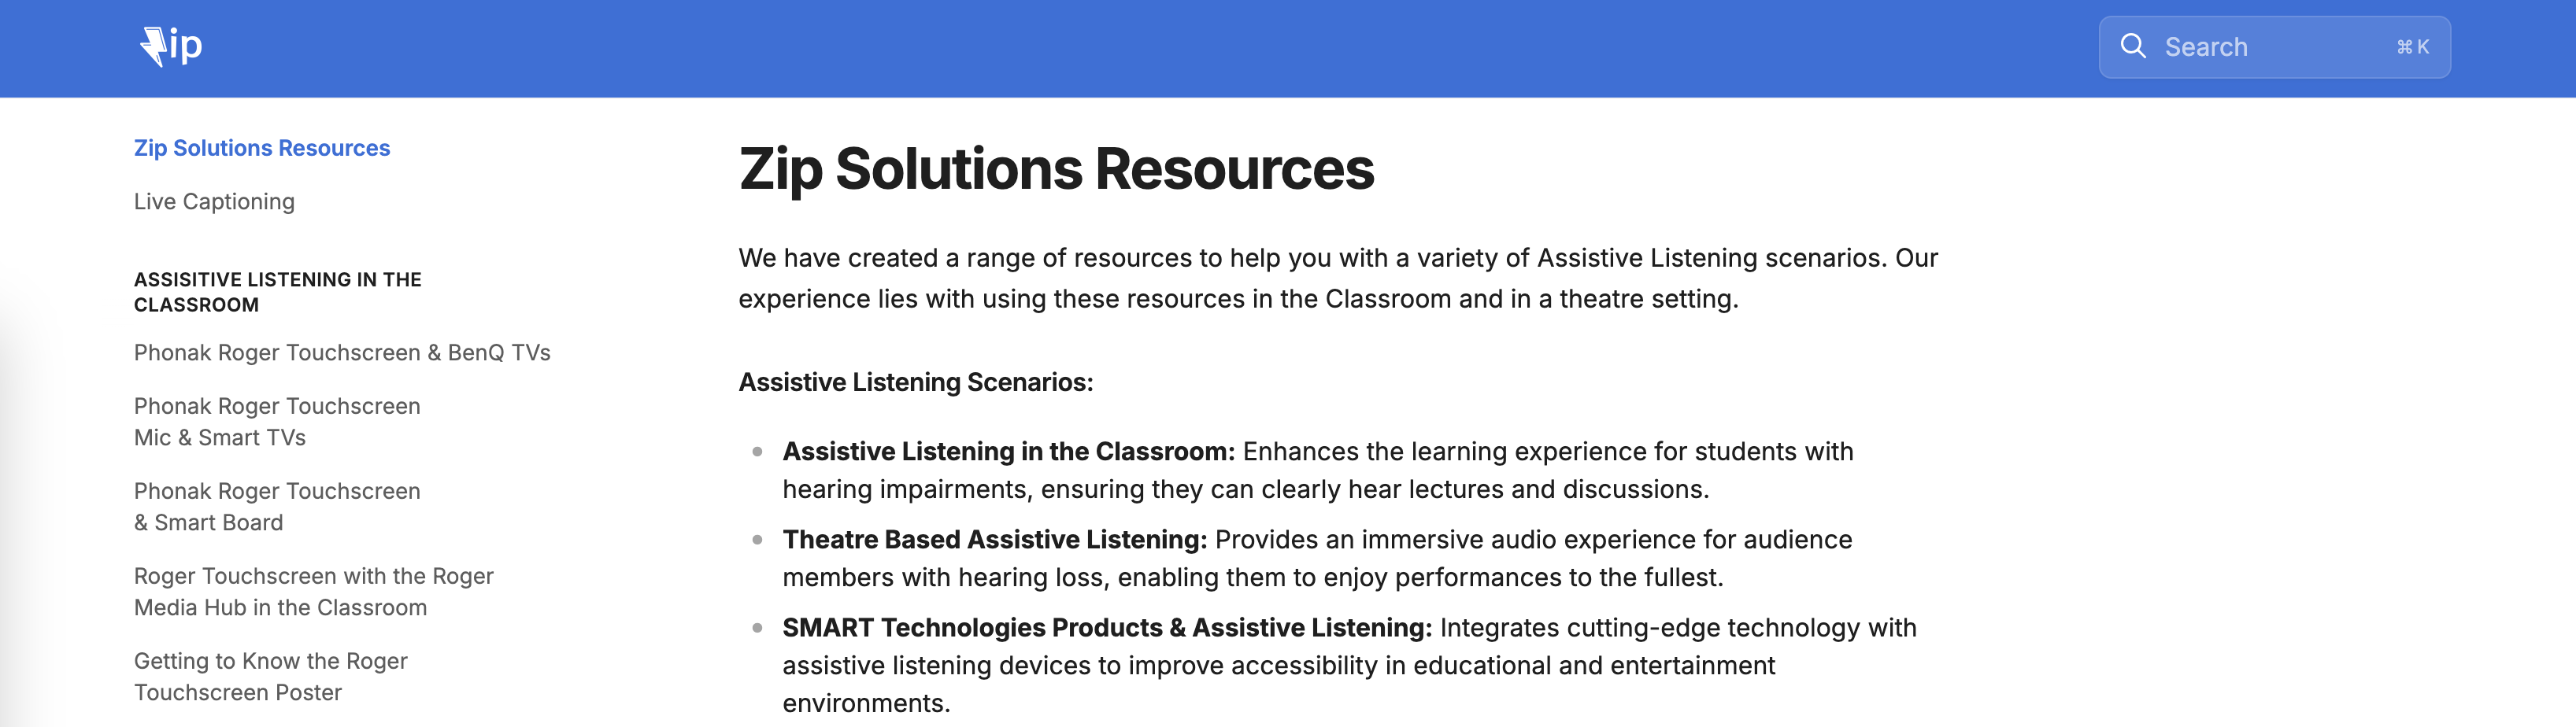 Zip
Search
⌘ K
Zip Solutions Resources
Live Captioning
ASSISITIVE LISTENING IN THE
CLASSROOM
Phonak Roger Touchscreen & BenQ TVs
Phonak Roger Touchscreen
Mic & Smart TVs
Phonak Roger Touchscreen
& Smart Board
Roger Touchscreen with the Roger
Media Hub in the Classroom
Getting to Know the Roger
Touchscreen Poster
Zip Solutions Resources
We have created a range of resources to help you with a variety of Assistive Listening scenarios. Our
experience lies with using these resources in the Classroom and in a theatre setting.
Assistive Listening Scenarios:
Assistive Listening in the Classroom: Enhances the learning experience for students with
hearing impairments, ensuring they can clearly hear lectures and discussions.
Theatre Based Assistive Listening: Provides an immersive audio experience for audience
members with hearing loss, enabling them to enjoy performances to the fullest.
SMART Technologies Products & Assistive Listening: Integrates cutting-edge technology with
assistive listening devices to improve accessibility in educational and entertainment
environments.